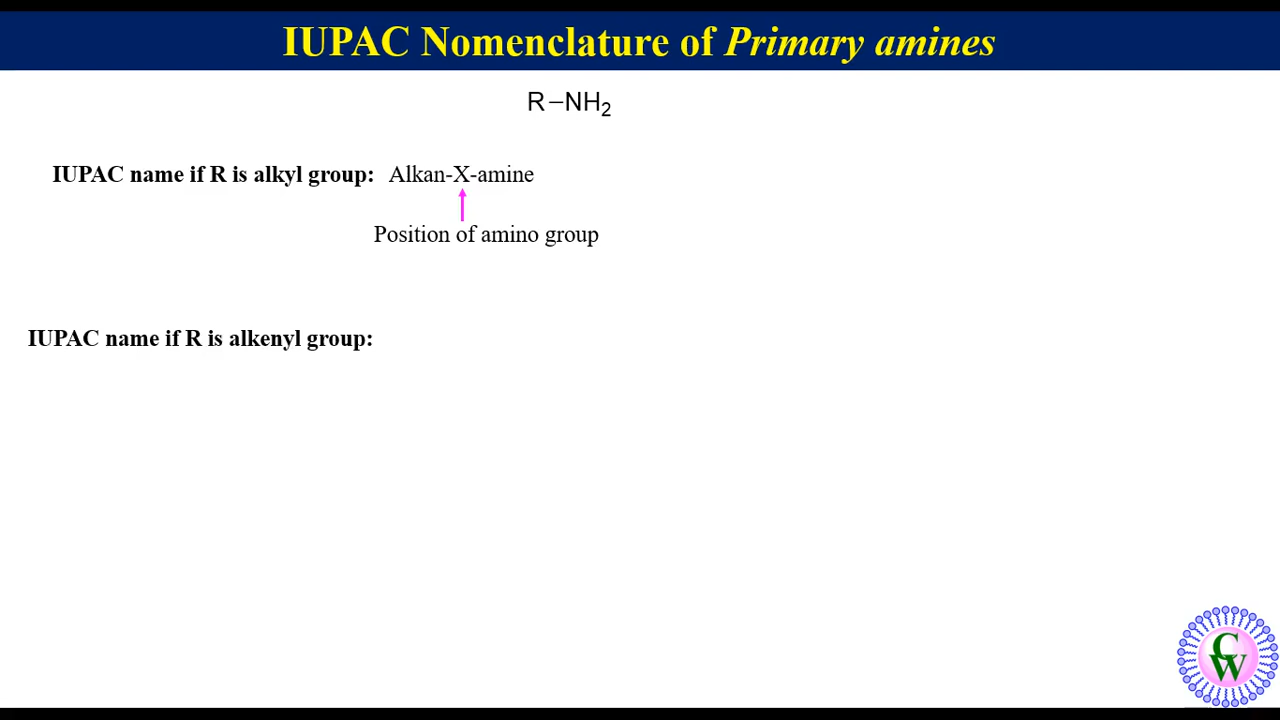 IUPAC Nomenclature of Primary amines
R–NH₂
IUPAC name if R is alkyl group: Alkan-X-amine
Position of amino group
IUPAC name if R is alkenyl group:
CW